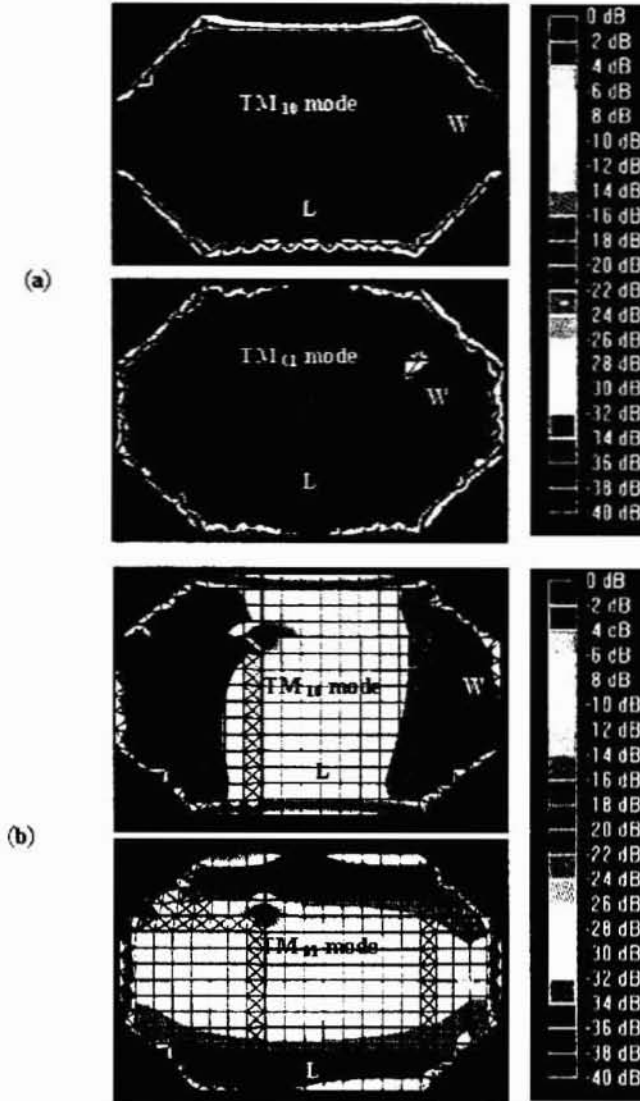 (a)
TM₁₀ mode
W
L
TM₀₁ mode
W
L
0 dB
2 dB
4 dB
-6 dB
8 dB
-10 dB
-12 dB
14 dB
-16 dB
18 dB
-20 dB
-22 dB
24 dB
-26 dB
28 dB
30 dB
-32 dB
34 dB
36 dB
-38 dB
40 dB
(b)
TM₁₀ mode
W
L
TM₀₁ mode
L
0 dB
-2 dB
4 dB
-6 dB
8 dB
-10 dB
12 dB
-14 dB
-16 dB
18 dB
20 dB
-22 dB
-24 dB
26 dB
-28 dB
30 dB
-32 dB
34 dB
-36 dB
-38 dB
-40 dB